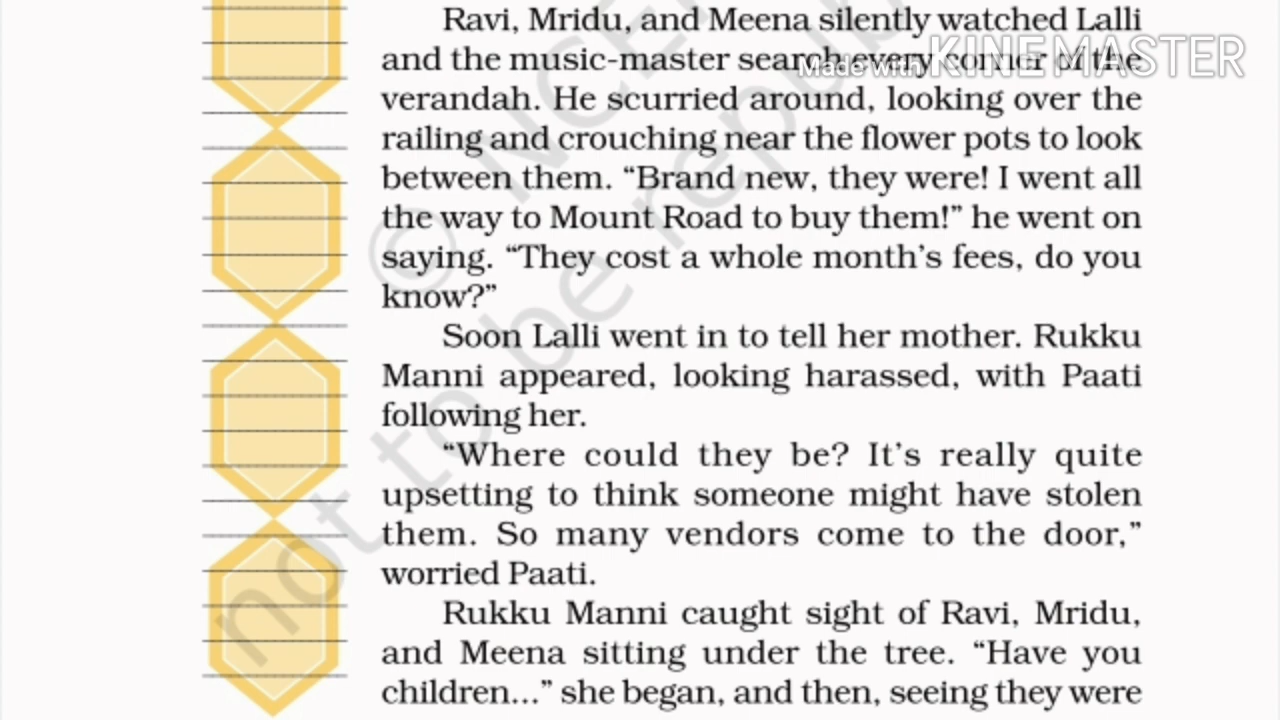 Ravi, Mridu, and Meena silently watched Lalli
and the music-master search every corner of the
Made with KINEMASTER
verandah. He scurried around, looking over the
railing and crouching near the flower pots to look
between them. “Brand new, they were! I went all
the way to Mount Road to buy them!” he went on
saying. “They cost a whole month’s fees, do you
know?”
Soon Lalli went in to tell her mother. Rukku
Manni appeared, looking harassed, with Paati
following her.
“Where could they be? It’s really quite
upsetting to think someone might have stolen
them. So many vendors come to the door,”
worried Paati.
Rukku Manni caught sight of Ravi, Mridu,
and Meena sitting under the tree. “Have you
children...” she began, and then, seeing they were
© NCE
not to be repu